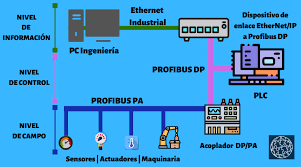 NIVEL
DE
INFORMACIÓN
Ethernet
Industrial
PC Ingeniería
Dispositivo de
enlace EtherNet/IP
a Profibus DP
NIVEL
DE
CONTROL
PROFIBUS DP
PLC
PROFIBUS PA
NIVEL
DE CAMPO
Sensores | Actuadores | Maquinaria
Acoplador DP/PA